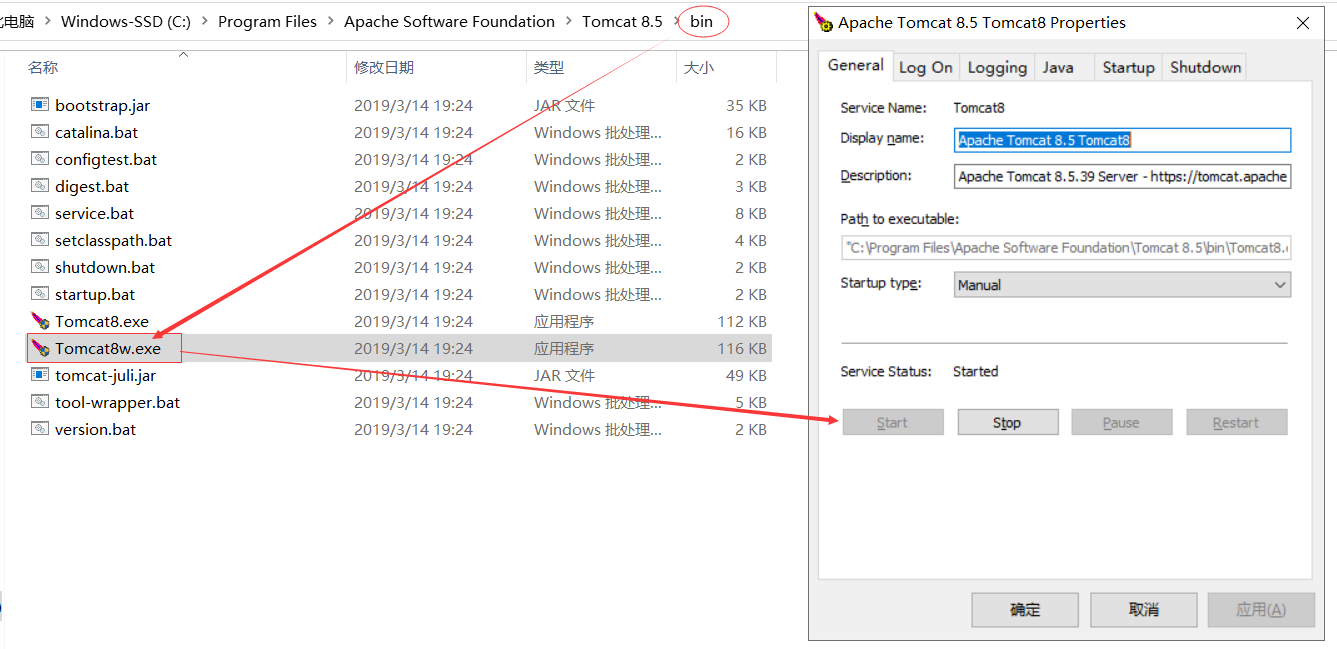 此电脑 > Windows-SSD (C:) > Program Files > Apache Software Foundation > Tomcat 8.5 > bin
名称 修改日期 类型 大小
bootstrap.jar 2019/3/14 19:24 JAR 文件 35 KB
catalina.bat 2019/3/14 19:24 Windows 批处理... 16 KB
configtest.bat 2019/3/14 19:24 Windows 批处理... 2 KB
digest.bat 2019/3/14 19:24 Windows 批处理... 3 KB
service.bat 2019/3/14 19:24 Windows 批处理... 8 KB
setclasspath.bat 2019/3/14 19:24 Windows 批处理... 4 KB
shutdown.bat 2019/3/14 19:24 Windows 批处理... 2 KB
startup.bat 2019/3/14 19:24 Windows 批处理... 2 KB
Tomcat8.exe 2019/3/14 19:24 应用程序 112 KB
Tomcat8w.exe 2019/3/14 19:24 应用程序 116 KB
tomcat-juli.jar 2019/3/14 19:24 JAR 文件 49 KB
tool-wrapper.bat 2019/3/14 19:24 Windows 批处理... 5 KB
version.bat 2019/3/14 19:24 Windows 批处理... 2 KB
Apache Tomcat 8.5 Tomcat8 Properties
General Log On Logging Java Startup Shutdown
Service Name: Tomcat8
Display name: Apache Tomcat 8.5 Tomcat8
Description: Apache Tomcat 8.5.39 Server - https://tomcat.apache
Path to executable:
"C:\Program Files\Apache Software Foundation\Tomcat 8.5\bin\Tomcat8.
Startup type: Manual
Service Status: Started
Start Stop Pause Restart
确定 取消 应用(A)